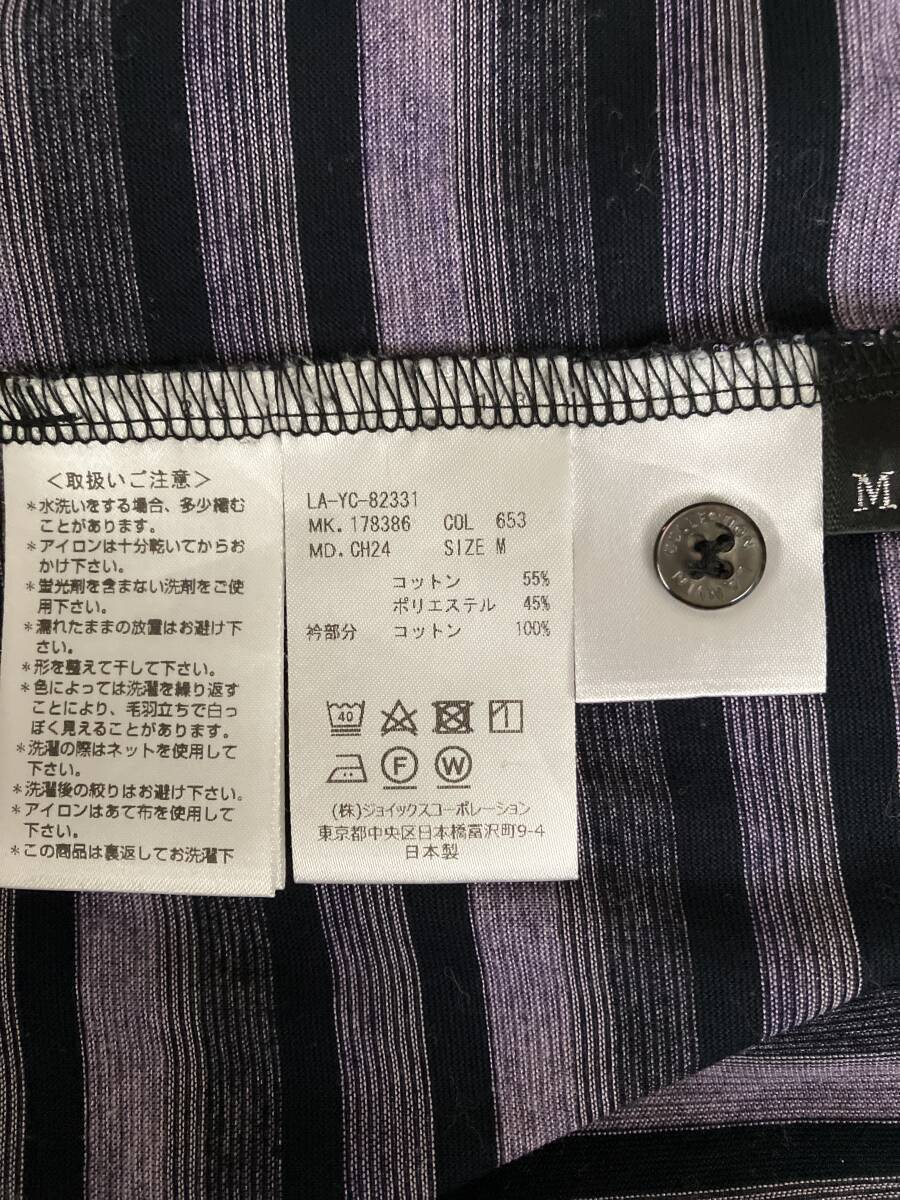 ＜取扱いご注意＞
＊水洗いをする場合、多少縮む
ことがあります。
＊アイロンは十分乾いてからお
かけ下さい。
＊蛍光剤を含まない洗剤をご使
用下さい。
＊濡れたままの放置はお避け下
さい。
＊形を整えて干して下さい。
＊色によっては洗濯を繰り返す
ことにより、毛羽立ちで白っ
ぽく見えることがあります。
＊洗濯の際はネットを使用して
下さい。
＊洗濯後の絞りはお避け下さい。
＊アイロンはあて布を使用して
下さい。
＊この商品は裏返してお洗濯下
LA-YC-82331
MK. 178386 COL 653
MD. CH24 SIZE M
コットン 55%
ポリエステル 45%
衿部分 コットン 100%
40
F W
(株)ジョイックスコーポレーション
東京都中央区日本橋富沢町9-4
日本製
COLLECTION
M